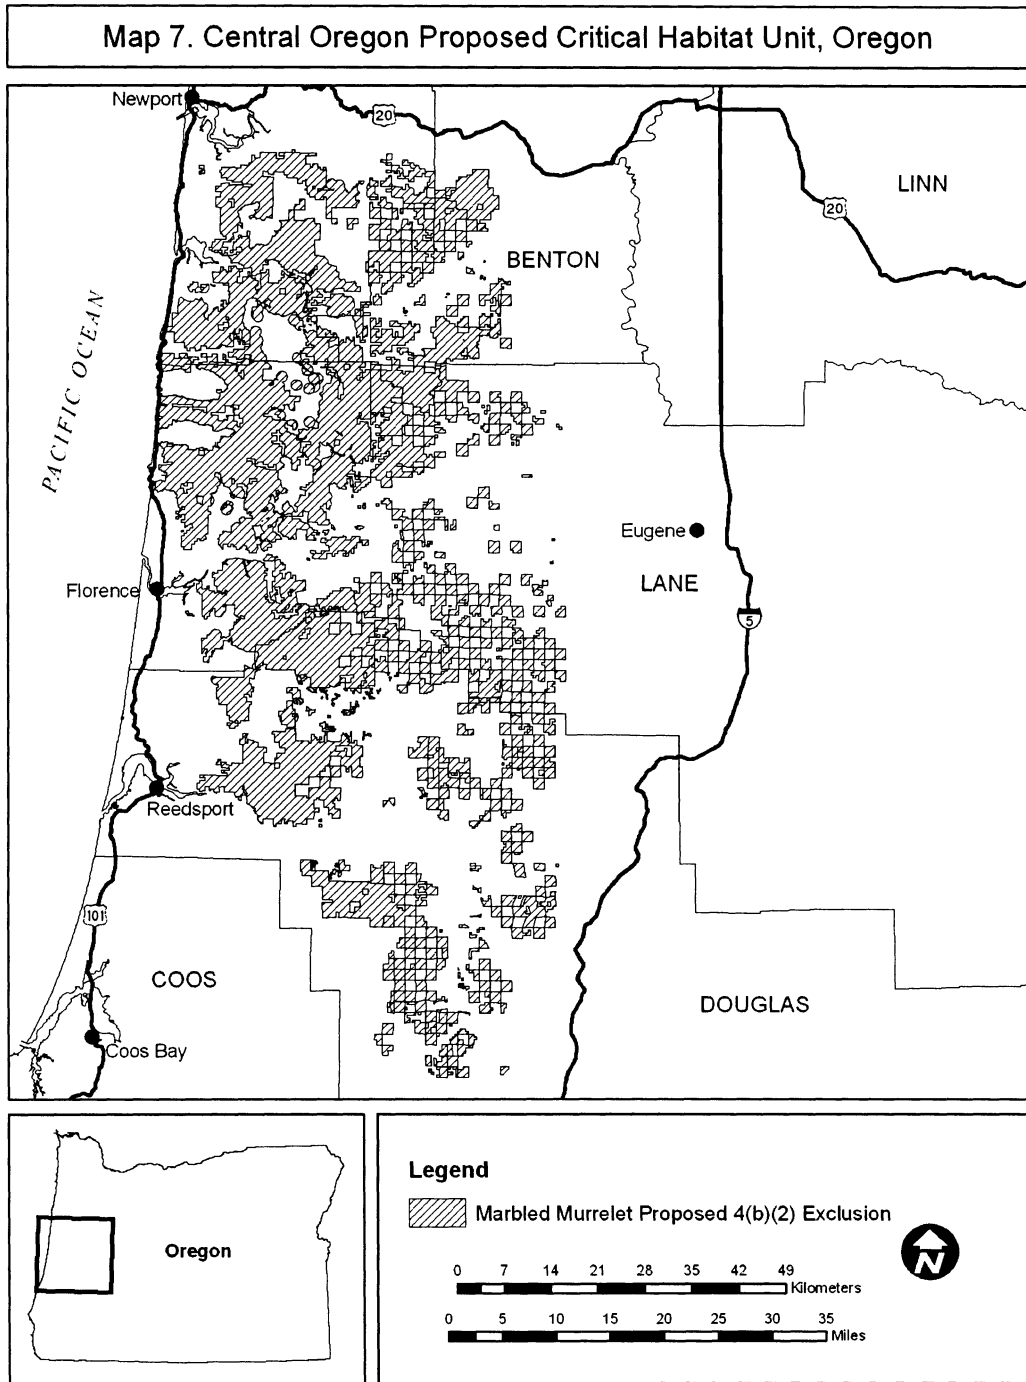 Map 7. Central Oregon Proposed Critical Habitat Unit, Oregon
Newport
20
LINN
20
BENTON
PACIFIC OCEAN
Eugene
LANE
Florence
5
Reedsport
101
COOS
DOUGLAS
Coos Bay
Oregon
Legend
Marbled Murrelet Proposed 4(b)(2) Exclusion
N
0 7 14 21 28 35 42 49
Kilometers
0 5 10 15 20 25 30 35
Miles